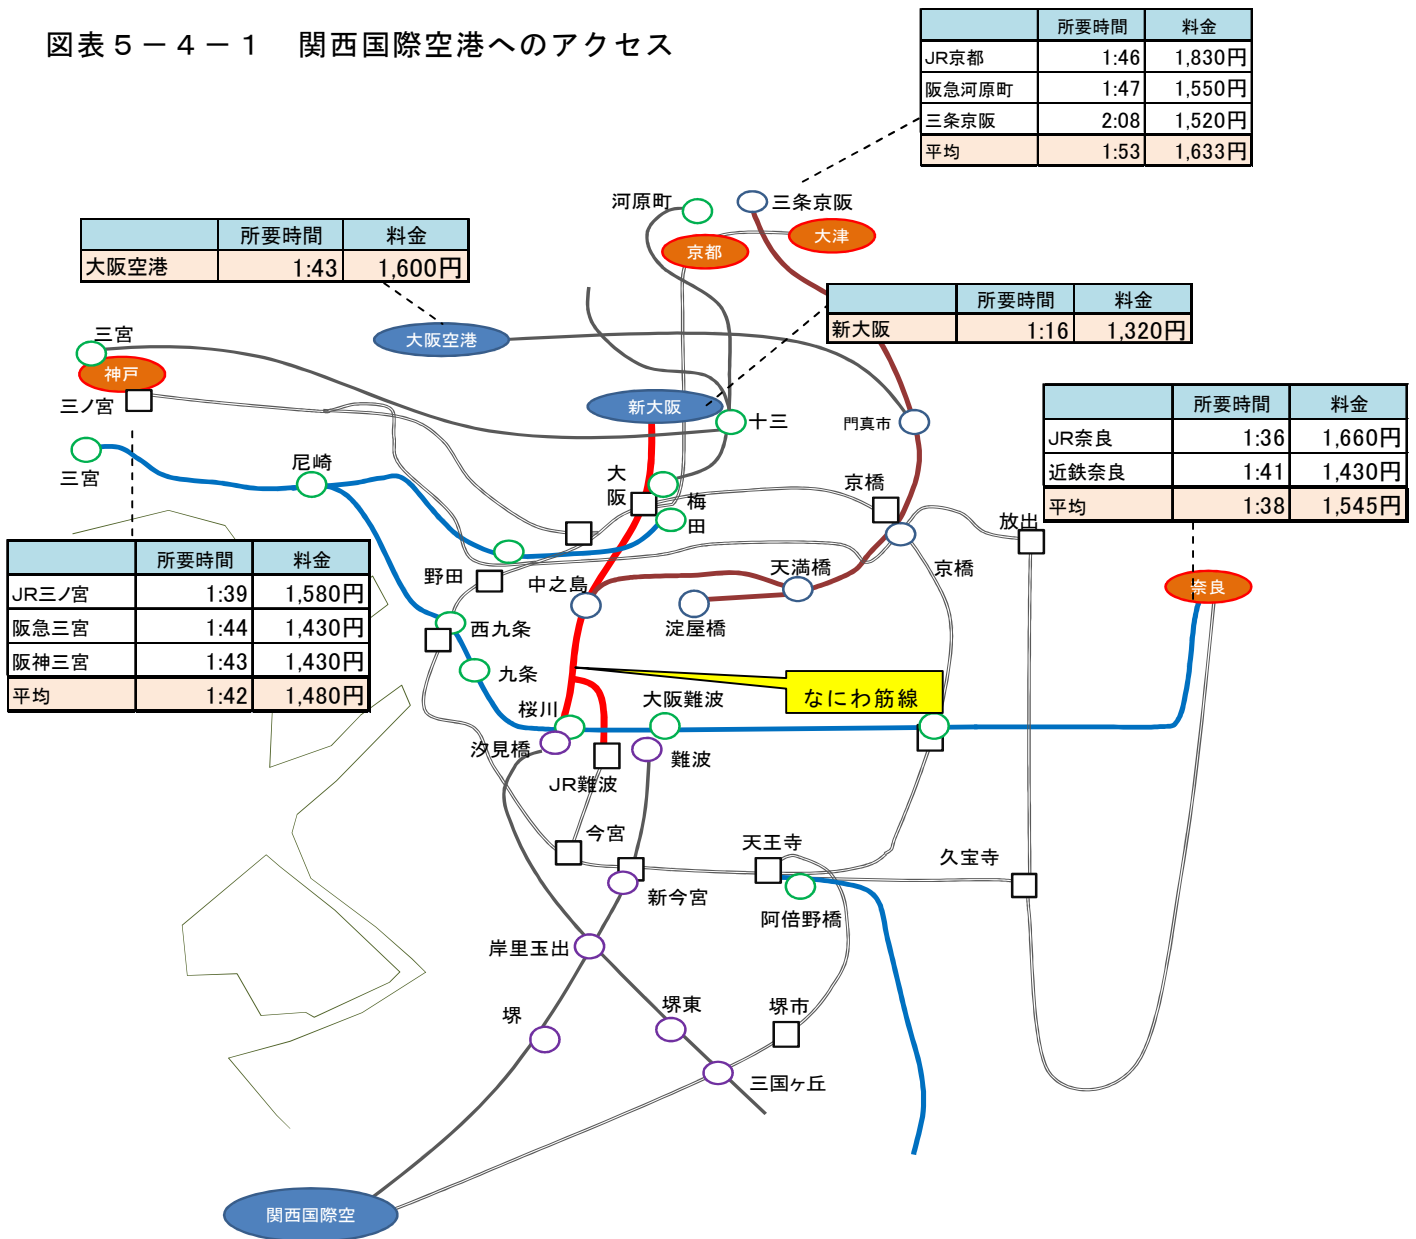 図表５－４－１　関西国際空港へのアクセス
所要時間 料金
JR京都 1:46 1,830円
阪急河原町 1:47 1,550円
三条京阪 2:08 1,520円
平均 1:53 1,633円
河原町
三条京阪
京都
大津
所要時間 料金
大阪空港 1:43 1,600円
所要時間 料金
新大阪 1:16 1,320円
大阪空港
三宮
神戸
三ノ宮
三宮
新大阪
十三
門真市
所要時間 料金
JR奈良 1:36 1,660円
近鉄奈良 1:41 1,430円
平均 1:38 1,545円
尼崎
大阪
梅田
京橋
放出
京橋
所要時間 料金
JR三ノ宮 1:39 1,580円
阪急三宮 1:44 1,430円
阪神三宮 1:43 1,430円
平均 1:42 1,480円
野田
中之島
天満橋
淀屋橋
奈良
西九条
九条
なにわ筋線
桜川
大阪難波
汐見橋
ＪＲ難波
難波
今宮
天王寺
久宝寺
新今宮
阿倍野橋
岸里玉出
堺
堺東
堺市
三国ヶ丘
関西国際空